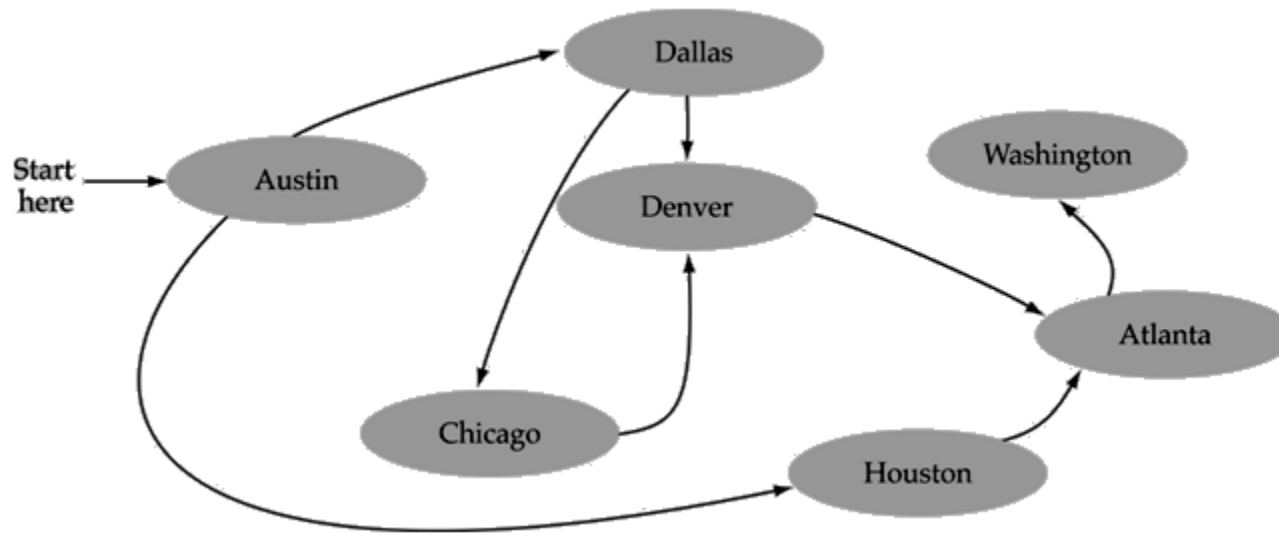 Dallas
Washington
Start
here
Austin
Denver
Atlanta
Chicago
Houston